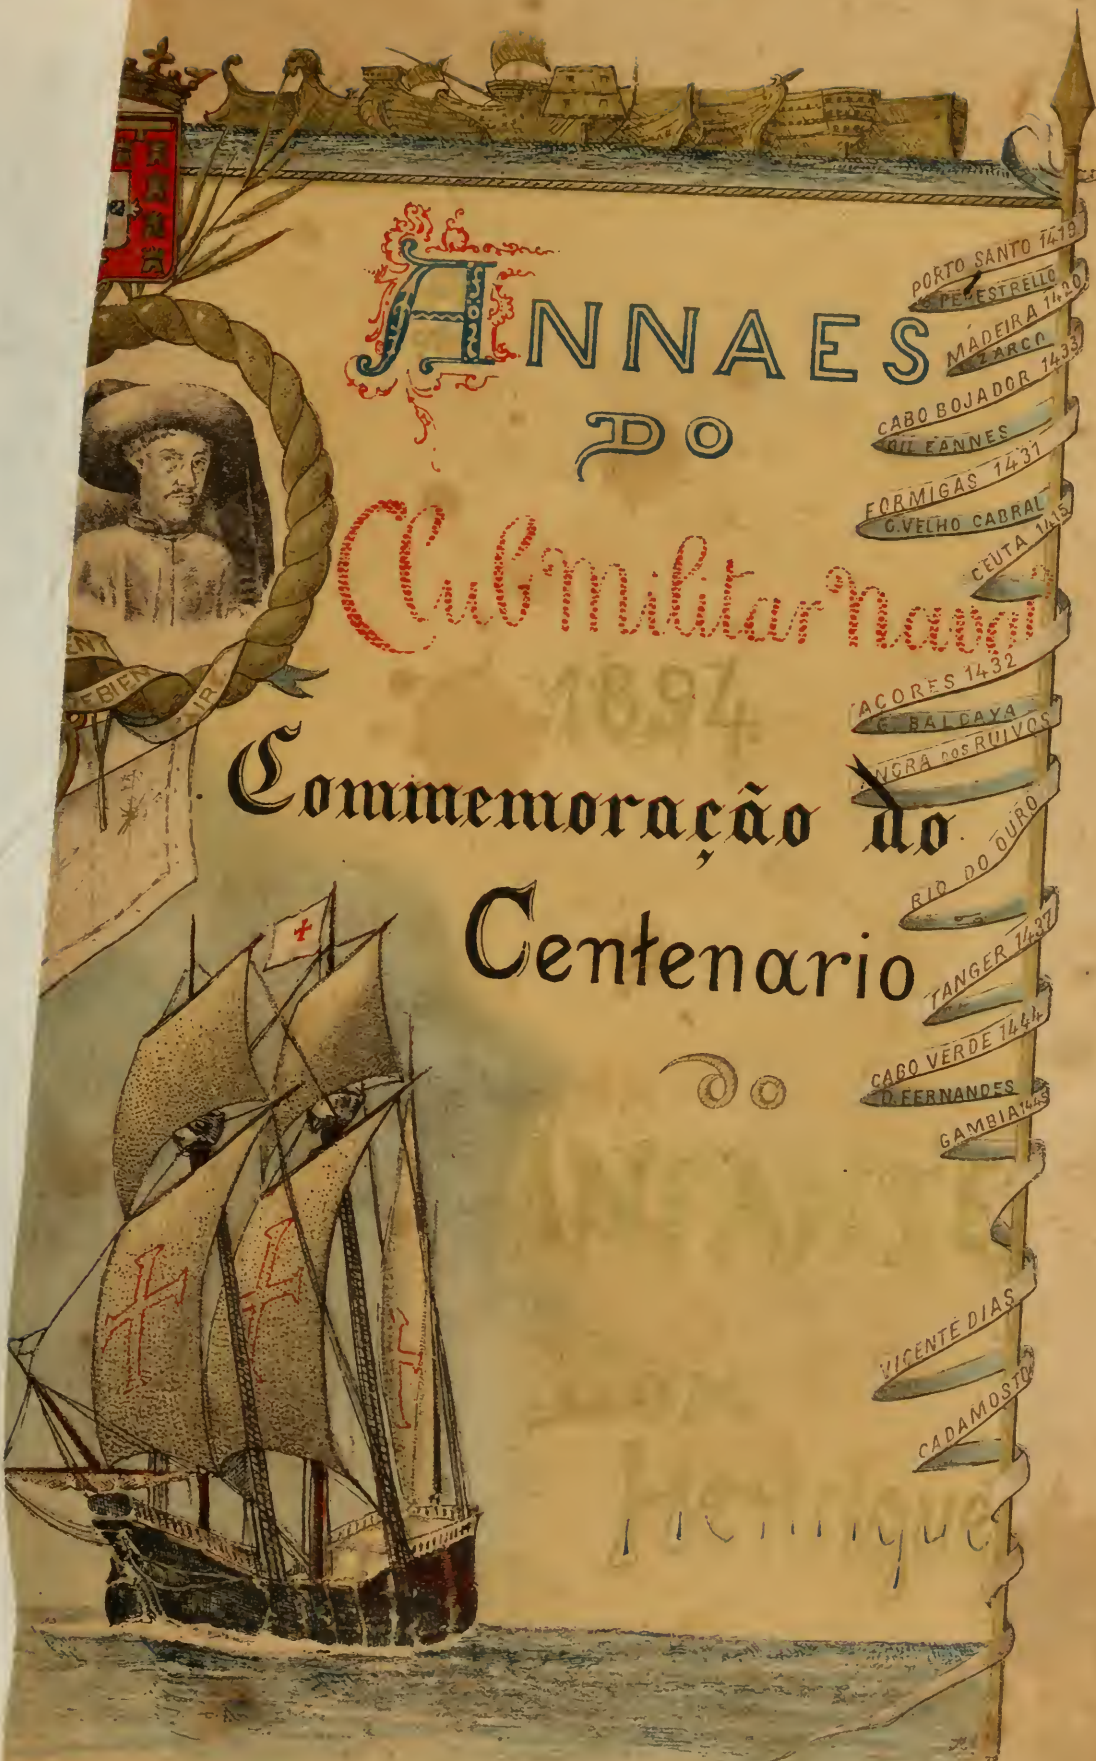 ANNAES
DO
Club Militar Naval
1894
Commemoração do
Centenario
do
Henrique
PORTO SANTO 1419
MADEIRA 1420
ZARCO
CABO BOJADOR 1433
GIL EANNES
FORMIGAS 1431
G. VELHO CABRAL
CEUTA 1415
AÇORES 1432
G. BALDAYA
DOS RUIVOS
RIO DO OURO
TANGER 1437
CABO VERDE 1444
D. FERNANDES
GAMBIA 1445
VICENTE DIAS
CADAMOSTO